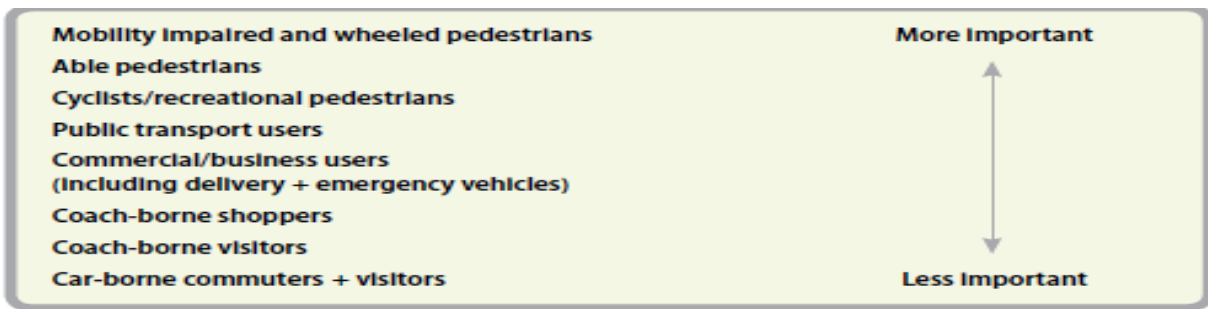 Mobility impaired and wheeled pedestrians More important
Able pedestrians
Cyclists/recreational pedestrians
Public transport users
Commercial/business users
(including delivery + emergency vehicles)
Coach-borne shoppers
Coach-borne visitors
Car-borne commuters + visitors Less important